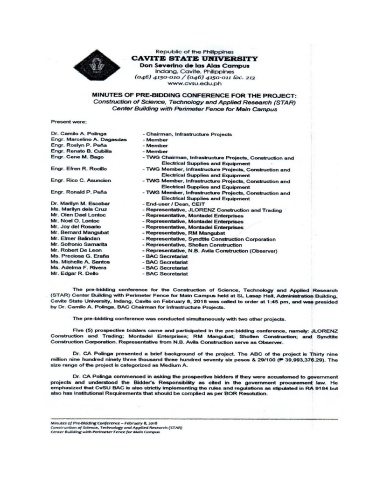 Republic of the Philippines
CAVITE STATE UNIVERSITY
Don Severino de las Alas Campus
Indang, Cavite, Philippines
(046) 4150-010 / (046) 4150-011 loc. 212
www.cvsu.edu.ph
MINUTES OF PRE-BIDDING CONFERENCE FOR THE PROJECT:
Construction of Science, Technology and Applied Research (STAR)
Center Building with Perimeter Fence for Main Campus
Present were:
Dr. Camilo A. Polinga - Chairman, Infrastructure Projects
Engr. Marcelino A. Dagasdas - Member
Engr. Roslyn P. Peña - Member
Engr. Renato B. Cubilla - Member
Engr. Gene M. Bago - TWG Chairman, Infrastructure Projects, Construction and
Electrical Supplies and Equipment
Engr. Efren R. Rocillo - TWG Member, Infrastructure Projects, Construction and
Electrical Supplies and Equipment
Engr. Rico C. Asuncion - TWG Member, Infrastructure Projects, Construction and
Electrical Supplies and Equipment
Engr. Ronald P. Peña - TWG Member, Infrastructure Projects, Construction and
Electrical Supplies and Equipment
Dr. Marilyn M. Escobar - End-user / Dean, CEIT
Ms. Marilyn dela Cruz - Representative, JLORENZ Construction and Trading
Mr. Dien Dael Lontoc - Representative, Montadel Enterprises
Mr. Noel O. Lontoc - Representative, Montadel Enterprises
Mr. Joy del Rosario - Representative, Montadel Enterprises
Mr. Bernard Mangubat - Representative, RM Mangubat
Mr. Elmer Balinden - Representative, Syndtite Construction Corporation
Mr. Sofronio Samarita - Representative, Shellen Construction
Mr. Robert De Leon - Representative, N.B. Avila Construction (Observer)
Ms. Preciose G. Ersña - BAC Secretariat
Ms. Michelle A. Santos - BAC Secretariat
Ms. Adelma F. Rivera - BAC Secretariat
Mr. Edgar R. Dello - BAC Secretariat
The pre-bidding conference for the Construction of Science, Technology and Applied Research
(STAR) Center Building with Perimeter Fence for Main Campus held at SL Lesap Hall, Administration Building,
Cavite State University, Indang, Cavite on February 8, 2018 was called to order at 1:45 pm, and was presided
by Dr. Camilo A. Polinga, BAC Chairman for Infrastructure Projects.
The pre-bidding conference was conducted simultaneously with two other projects.
Five (5) prospective bidders came and participated in the pre-bidding conference, namely: JLORENZ
Construction and Trading; Montadel Enterprises; RM Mangubat; Shellen Construction; and Syndtite
Construction Corporation. Representative from N.B. Avila Construction serve as Observer.
Dr. CA Polinga presented a brief background of the project. The ABC of the project is Thirty nine
million nine hundred ninety three thousand three hundred seventy six pesos & 29/100 (₱ 39,993,376.29). The
size range of the project is categorized as Medium A.
Dr. CA Polinga commenced in asking the prospective bidders if they were accustomed to government
projects and understood the Bidder's Responsibility as cited in the government procurement law. He
emphasized that CvSU BAC is also strictly implementing the rules and regulations as stipulated in RA 9184 but
also has Institutional Requirements that should be complied as per BOR Resolution.
Minutes of Pre-Bidding Conference – February 8, 2018
Construction of Science, Technology and Applied Research (STAR)
Center Building with Perimeter Fence for Main Campus